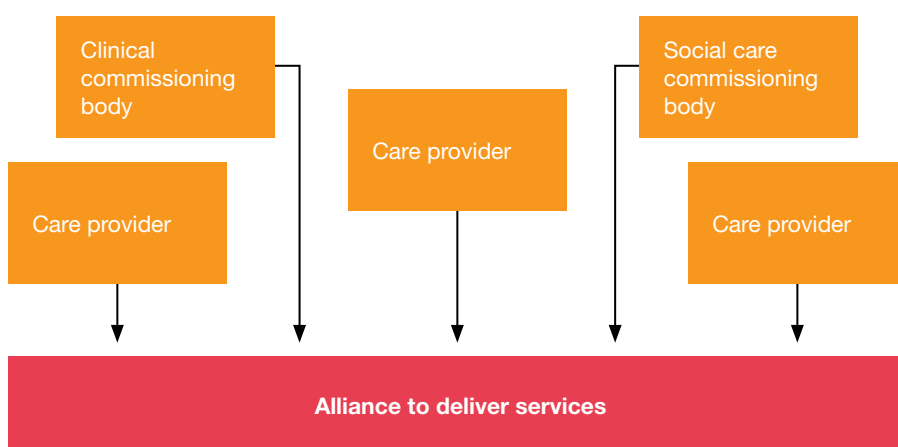 Clinical
commissioning
body
Social care
commissioning
body
Care provider
Care provider
Care provider
Alliance to deliver services